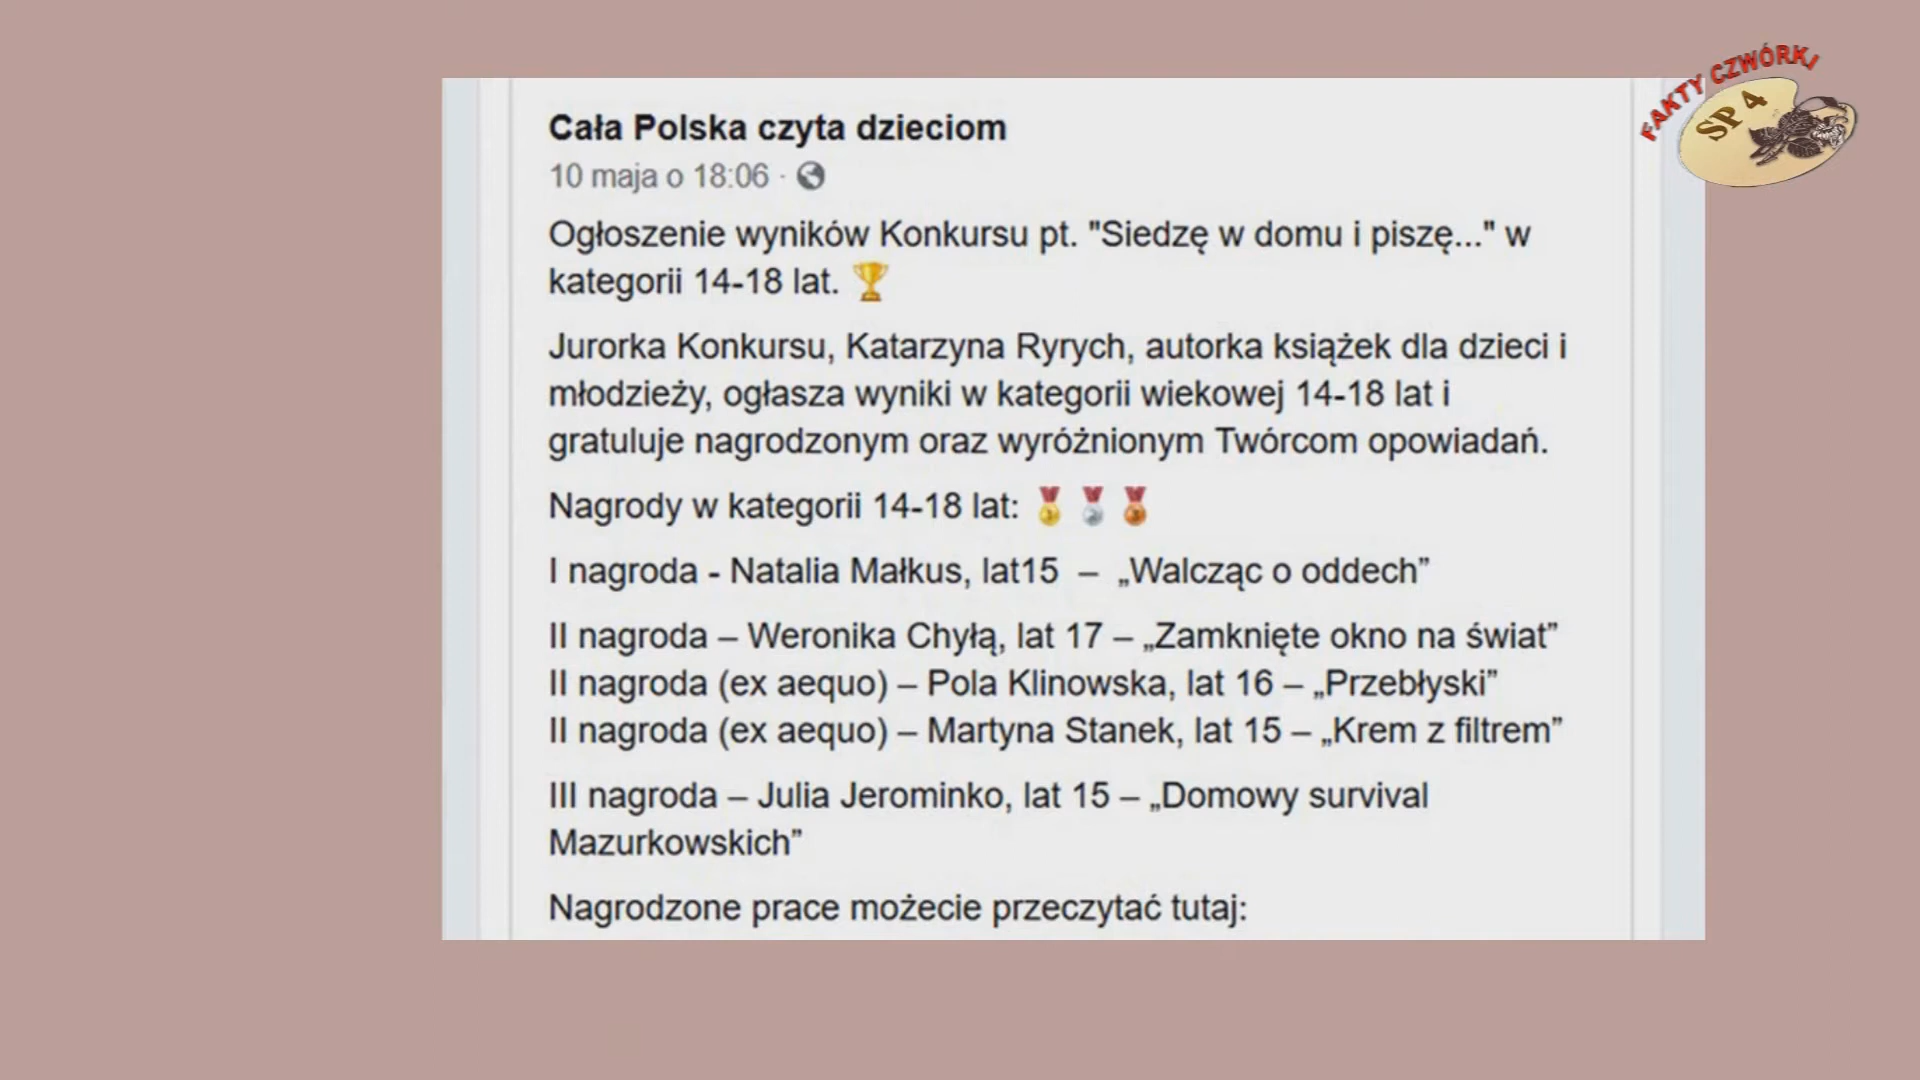 FAKTY CZWÓRKI
SP 4
Cała Polska czyta dzieciom
10 maja o 18:06 ·
Ogłoszenie wyników Konkursu pt. "Siedzę w domu i piszę..." w
kategorii 14-18 lat. 🏆
Jurorka Konkursu, Katarzyna Ryrych, autorka książek dla dzieci i
młodzieży, ogłasza wyniki w kategorii wiekowej 14-18 lat i
gratuluje nagrodzonym oraz wyróżnionym Twórcom opowiadań.
Nagrody w kategorii 14-18 lat: 🥇🥈🥉
I nagroda - Natalia Małkus, lat15 – „Walcząc o oddech”
II nagroda – Weronika Chyłą, lat 17 – „Zamknięte okno na świat”
II nagroda (ex aequo) – Pola Klinowska, lat 16 – „Przebłyski”
II nagroda (ex aequo) – Martyna Stanek, lat 15 – „Krem z filtrem”
III nagroda – Julia Jerominko, lat 15 – „Domowy survival
Mazurkowskich”
Nagrodzone prace możecie przeczytać tutaj: